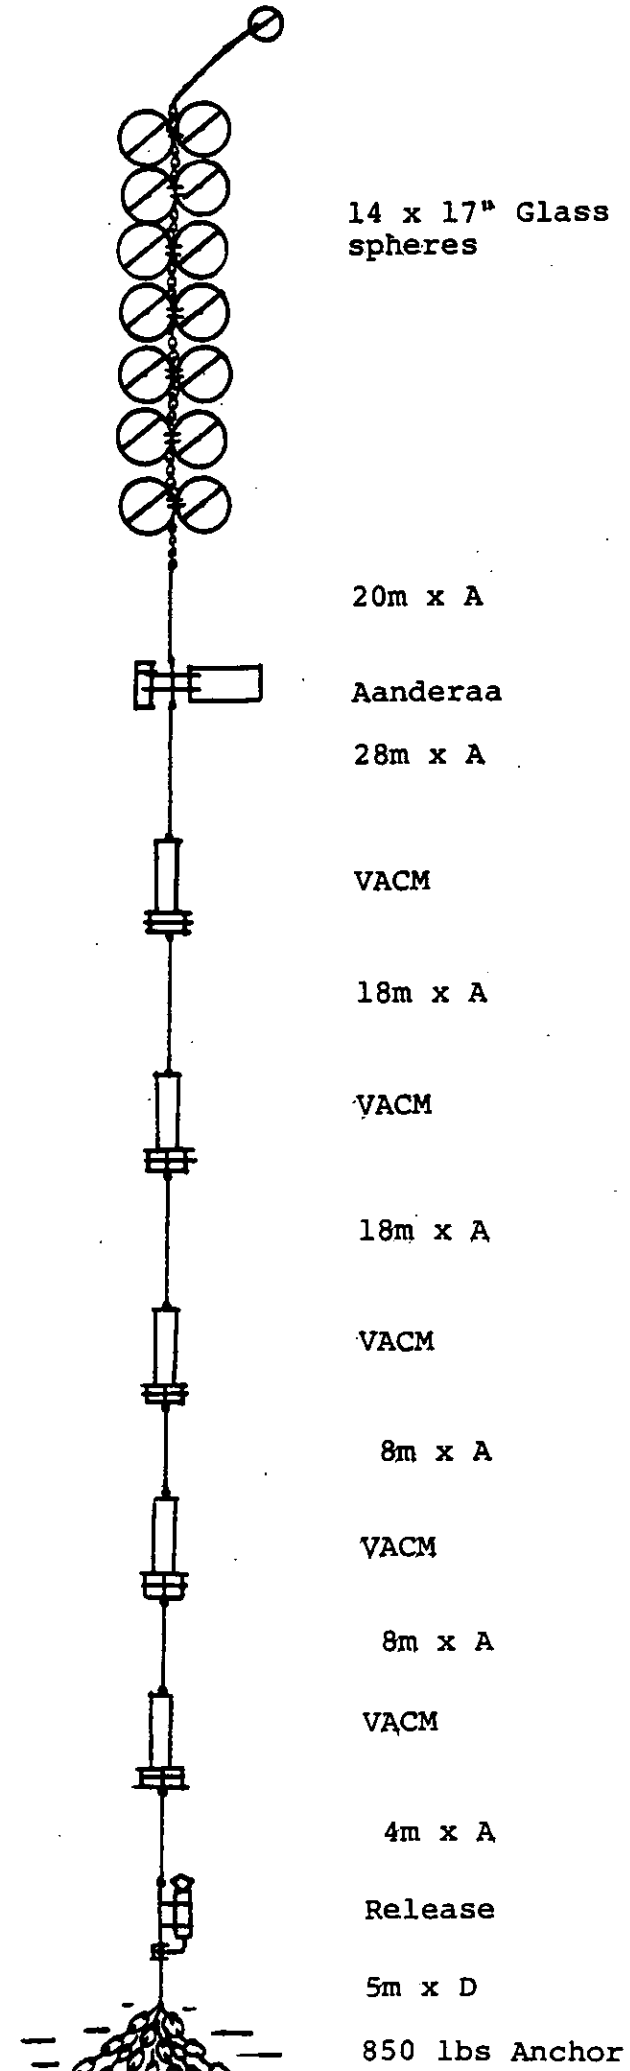 14 x 17" Glass
spheres
20m x A
Aanderaa
28m x A
VACM
18m x A
VACM
18m x A
VACM
8m x A
VACM
8m x A
VACM
4m x A
Release
5m x D
850 lbs Anchor